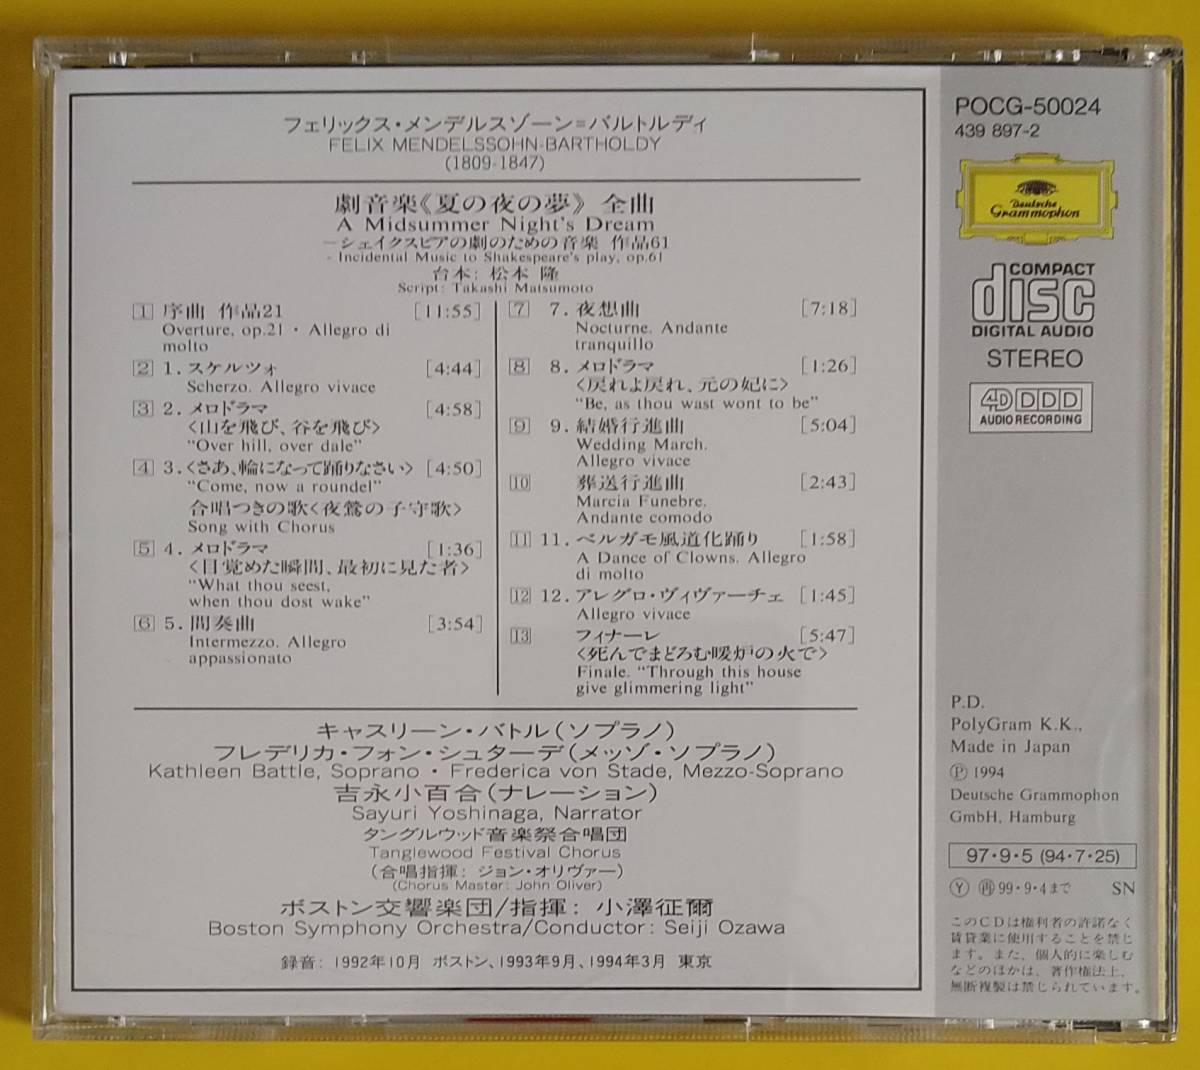 フェリックス・メンデルスゾーン=バルトルディ
FELIX MENDELSSOHN-BARTHOLDY
(1809-1847)
劇音楽《夏の夜の夢》 全曲
A Midsummer Night's Dream
―シェイクスピアの劇のための音楽 作品61
- Incidental Music to Shakespeare's play, op.61
台本: 松本 隆
Script: Takashi Matsumoto
1 序曲 作品21 [11:55]
Overture, op.21・Allegro di
molto
2 1. スケルツォ [4:44]
Scherzo. Allegro vivace
3 2. メロドラマ [4:58]
〈山を飛び、谷を飛び〉
"Over hill, over dale"
4 3.〈さあ、輪になって踊りなさい〉 [4:50]
"Come, now a roundel"
合唱つきの歌〈夜鶯の子守歌〉
Song with Chorus
5 4. メロドラマ [1:36]
〈目覚めた瞬間、最初に見た者〉
"What thou seest,
when thou dost wake"
6 5. 間奏曲 [3:54]
Intermezzo. Allegro
appassionato
7 7. 夜想曲 [7:18]
Nocturne. Andante
tranquillo
8 8. メロドラマ [1:26]
〈戻れよ戻れ、元の妃に〉
"Be, as thou wast wont to be"
9 9. 結婚行進曲 [5:04]
Wedding March.
Allegro vivace
10 葬送行進曲 [2:43]
Marcia Funebre.
Andante comodo
11 11. ベルガモ風道化踊り [1:58]
A Dance of Clowns. Allegro
di molto
12 12. アレグロ・ヴィヴァーチェ [1:45]
Allegro vivace
13 フィナーレ [5:47]
〈死んでまどろむ暖炉の火で〉
Finale. "Through this house
give glimmering light"
キャスリーン・バトル(ソプラノ)
フレデリカ・フォン・シュターデ(メッゾ・ソプラノ)
Kathleen Battle, Soprano・Frederica von Stade, Mezzo-Soprano
吉永小百合(ナレーション)
Sayuri Yoshinaga, Narrator
タングルウッド音楽祭合唱団
Tanglewood Festival Chorus
(合唱指揮: ジョン・オリヴァー)
(Chorus Master: John Oliver)
ボストン交響楽団/指揮: 小澤征爾
Boston Symphony Orchestra/Conductor: Seiji Ozawa
録音: 1992年10月 ボストン、1993年9月、1994年3月 東京
POCG-50024
439 897-2
Deutsche
Grammophon
COMPACT
disc
DIGITAL AUDIO
STEREO
4D DDD
AUDIO RECORDING
P.D.
PolyGram K.K.,
Made in Japan
Ⓟ 1994
Deutsche Grammophon
GmbH, Hamburg
97・9・5 (94・7・25)
Ⓨ ㊞99・9・4まで SN
このCDは権利者の許諾なく
賃貸業に使用することを禁じ
ます。また、個人的に楽しむ
などのほかは、著作権法上、
無断複製は禁じられています。